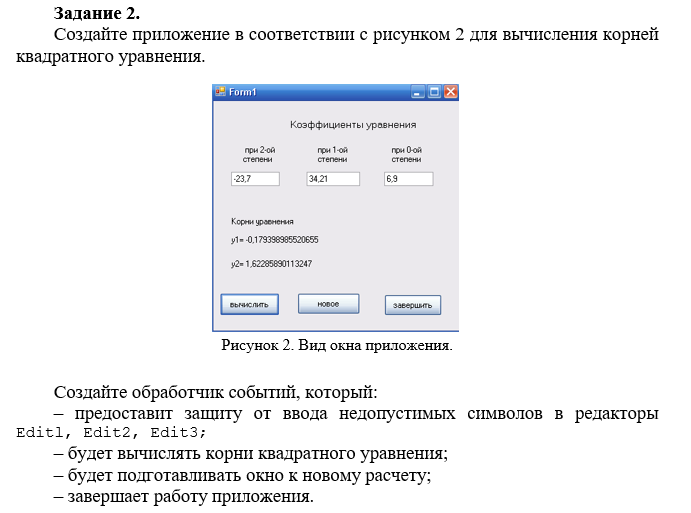 Задание 2.
Создайте приложение в соответствии с рисунком 2 для вычисления корней
квадратного уравнения.
Form1
Коэффициенты уравнения
при 2-ой степени
при 1-ой степени
при 0-ой степени
-23,7
34,21
6,9
Корни уравнения
y1= -0,179398985520655
y2= 1,62285890113247
вычислить
новое
завершить
Рисунок 2. Вид окна приложения.
Создайте обработчик событий, который:
– предоставит защиту от ввода недопустимых символов в редакторы
Edit1, Edit2, Edit3;
– будет вычислять корни квадратного уравнения;
– будет подготавливать окно к новому расчету;
– завершает работу приложения.